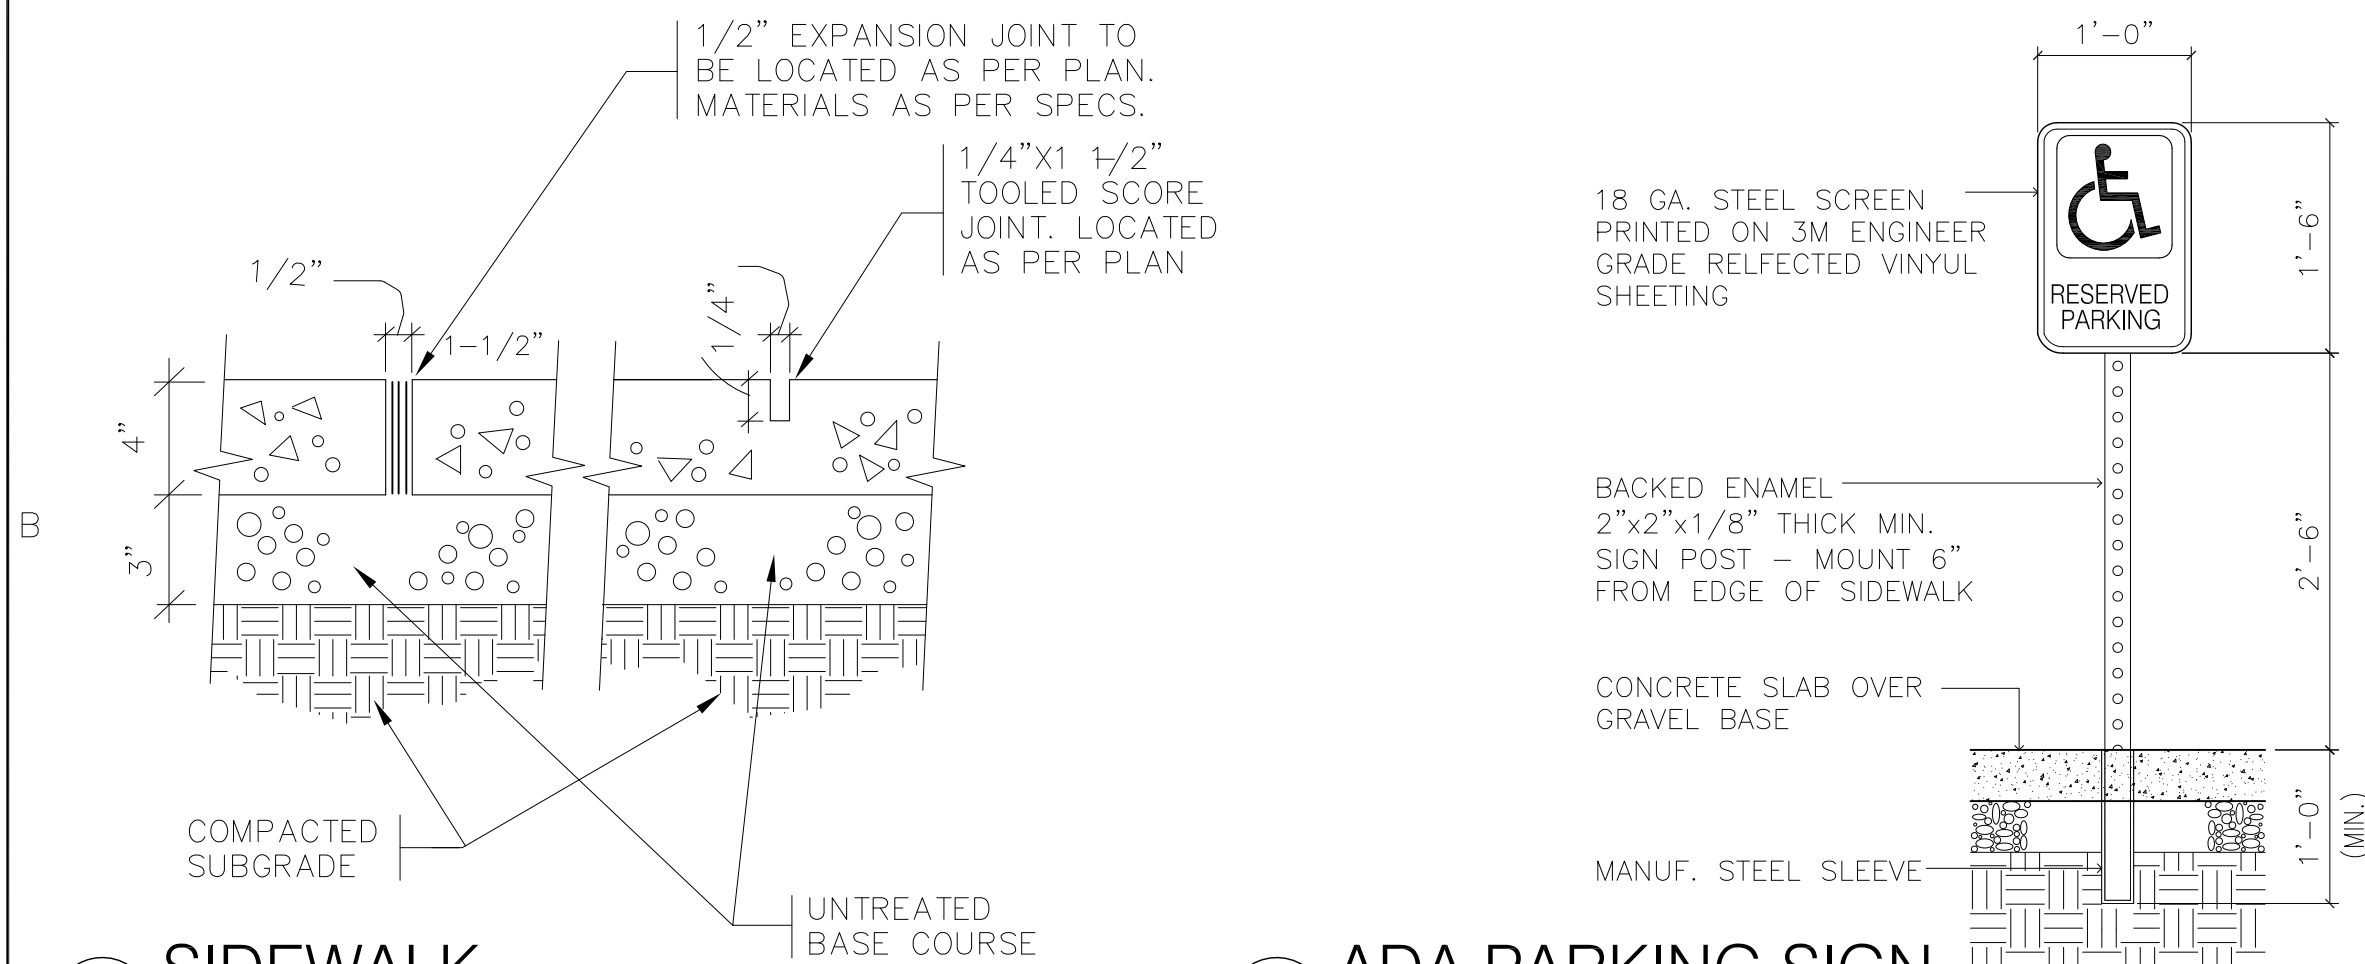 1/2” EXPANSION JOINT TO
BE LOCATED AS PER PLAN.
MATERIALS AS PER SPECS.
1/4”X1 1/2”
TOOLED SCORE
JOINT. LOCATED
AS PER PLAN
1/2”
1/4”
1-1/2”
4”
3”
B
COMPACTED
SUBGRADE
UNTREATED
BASE COURSE
SIDEWALK
1'-0”
18 GA. STEEL SCREEN
PRINTED ON 3M ENGINEER
GRADE RELFECTED VINYUL
SHEETING
RESERVED
PARKING
1'-6”
BACKED ENAMEL
2”x2”x1/8” THICK MIN.
SIGN POST – MOUNT 6”
FROM EDGE OF SIDEWALK
2'-6”
CONCRETE SLAB OVER
GRAVEL BASE
1'-0”
(MIN.)
MANUF. STEEL SLEEVE
ADA PARKING SIGN